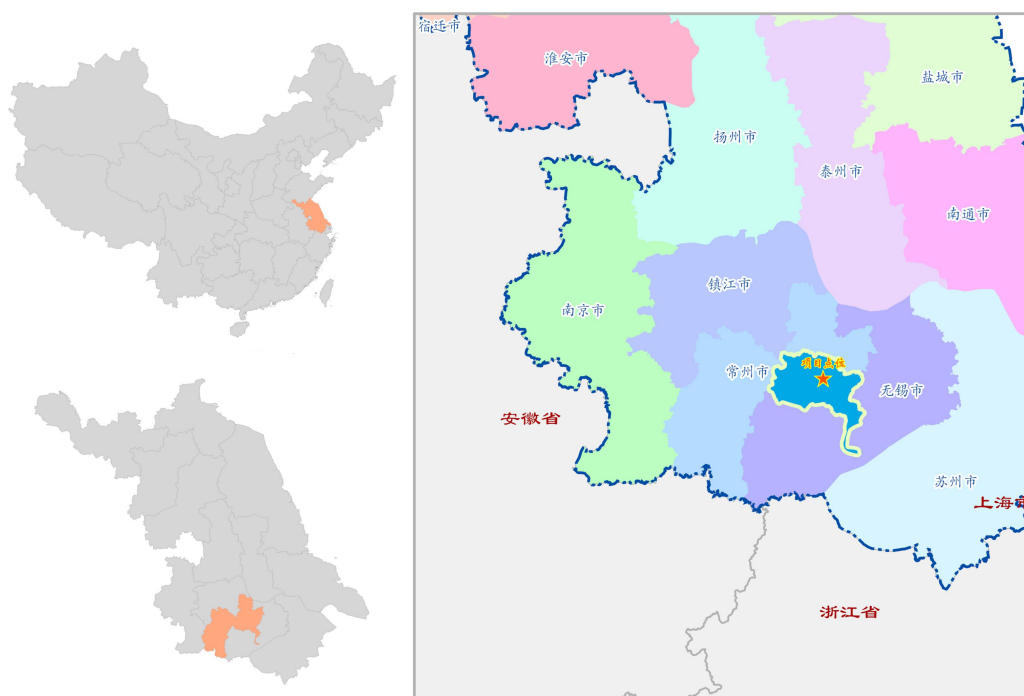 宿迁市
淮安市
盐城市
扬州市
泰州市
南通市
镇江市
南京市
项目点位
常州市
无锡市
安徽省
苏州市
上海市
浙江省